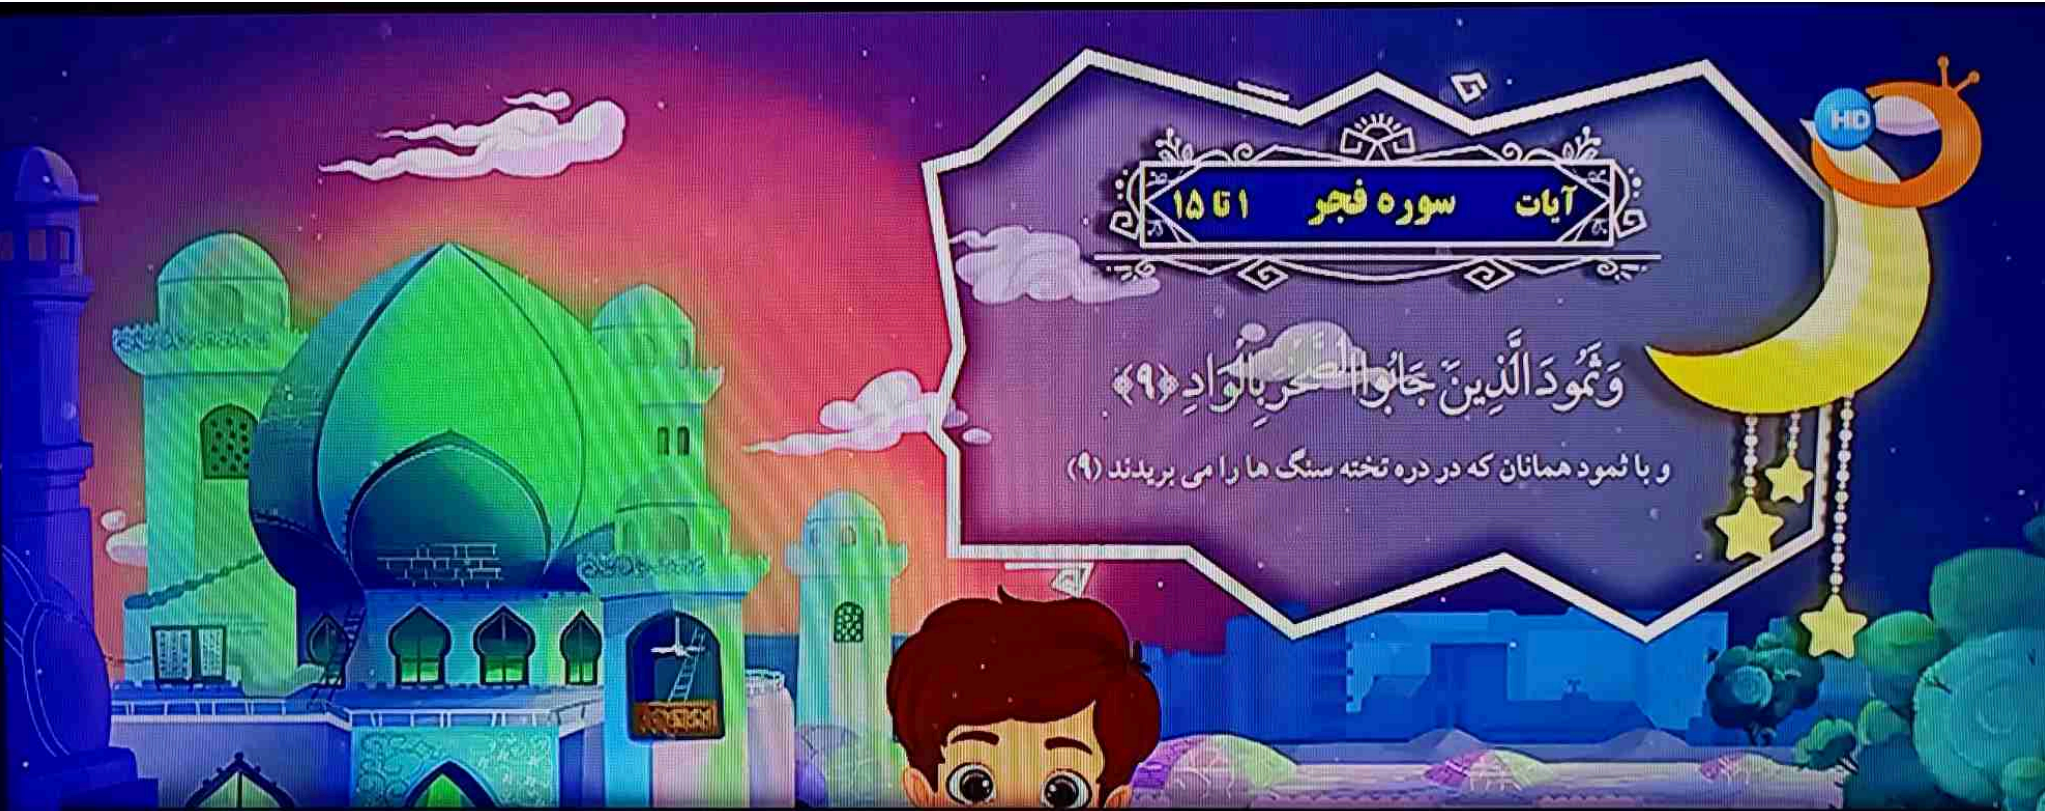 HD
آیات سوره فجر ۱ تا ۱۵
وَثَمُودَ الَّذِينَ جَابُوا الصَّخْرَ بِالْوَادِ ﴿۹﴾
و با ثمود همانان که در دره تخته سنگ ها را می بریدند (۹)